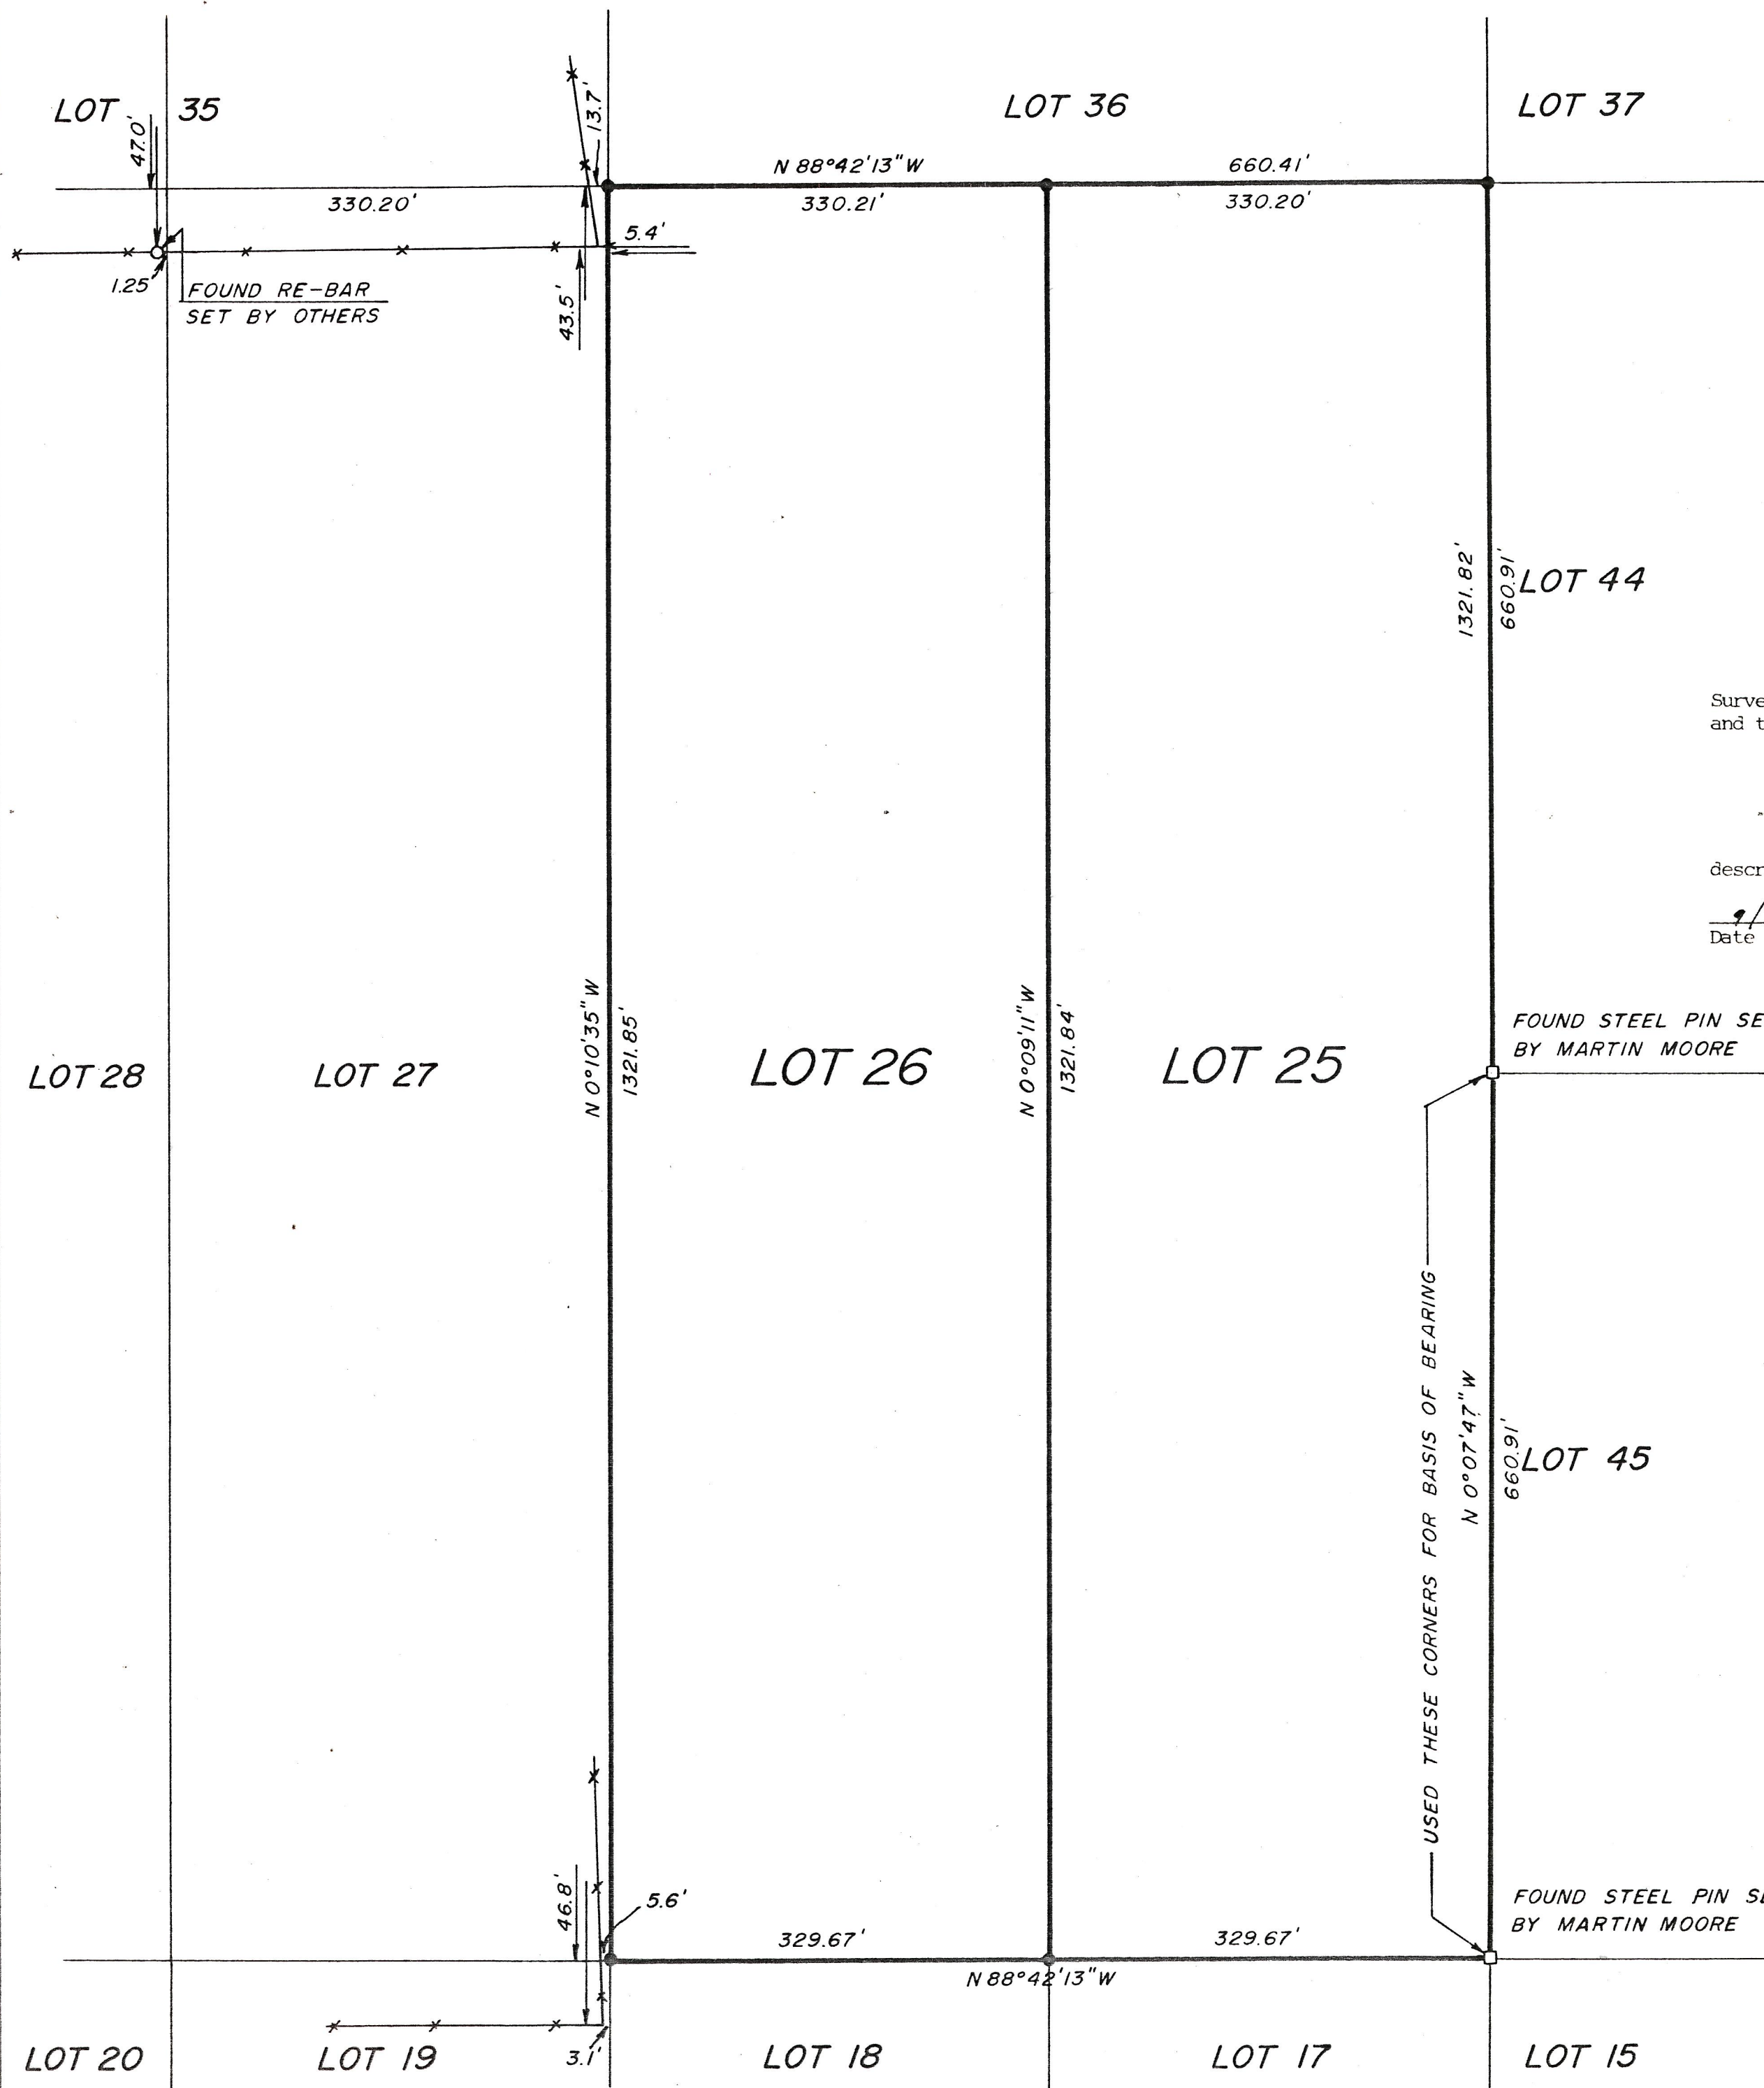 LOT 35
LOT 36
LOT 37
47.0'
13.7'
N 88°42'13"W
660.41'
330.20'
330.21'
330.20'
5.4'
1.25'
FOUND RE-BAR
SET BY OTHERS
43.5'
1321.82'
660.91'
LOT 44
Surve
and t
descr
9/
Date
N 0°10'35"W
1321.85'
N 0°09'11"W
1321.84'
FOUND STEEL PIN SE
BY MARTIN MOORE
LOT 28
LOT 27
LOT 26
LOT 25
USED THESE CORNERS FOR BASIS OF BEARING
N 0°07'47"W
660.91'
LOT 45
46.8'
5.6'
329.67'
329.67'
FOUND STEEL PIN SE
BY MARTIN MOORE
N 88°42'13"W
3.1'
LOT 20
LOT 19
LOT 18
LOT 17
LOT 15